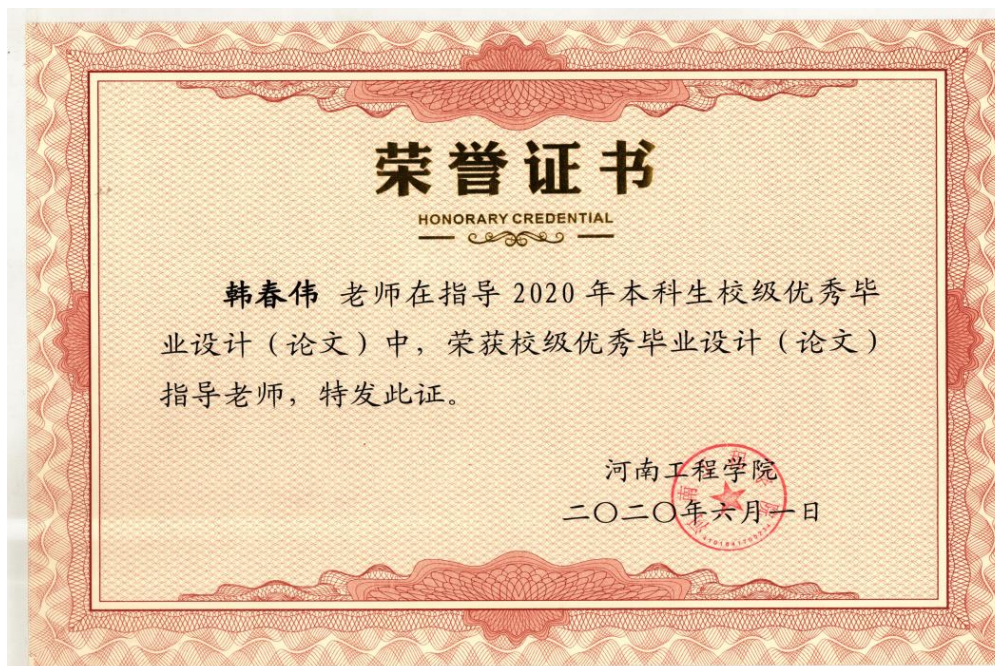 荣誉证书
HONORARY CREDENTIAL
韩春伟 老师在指导 2020 年本科生校级优秀毕
业设计（论文）中，荣获校级优秀毕业设计（论文）
指导老师，特发此证。
河南工程学院
二〇二〇年六月一日